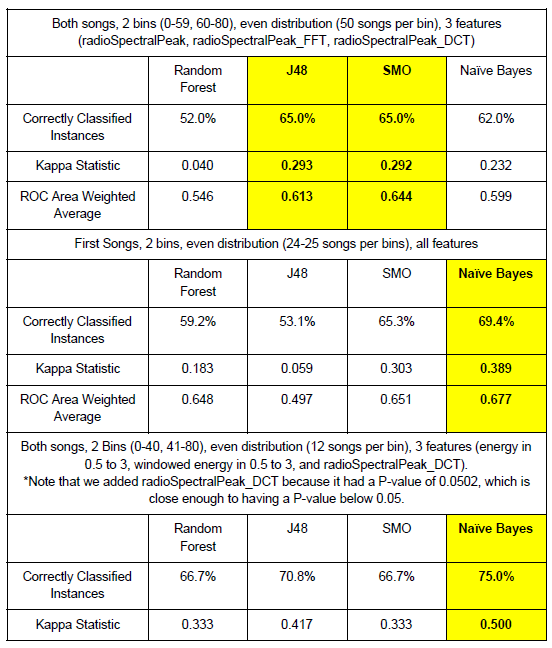 Both songs, 2 bins (0-59, 60-80), even distribution (50 songs per bin), 3 features
(radioSpectralPeak, radioSpectralPeak_FFT, radioSpectralPeak_DCT)
Random
Forest
J48
SMO
Naïve Bayes
Correctly Classified
Instances
52.0%
65.0%
65.0%
62.0%
Kappa Statistic
0.040
0.293
0.292
0.232
ROC Area Weighted
Average
0.546
0.613
0.644
0.599
First Songs, 2 bins, even distribution (24-25 songs per bins), all features
Random
Forest
J48
SMO
Naïve Bayes
Correctly Classified
Instances
59.2%
53.1%
65.3%
69.4%
Kappa Statistic
0.183
0.059
0.303
0.389
ROC Area Weighted
Average
0.648
0.497
0.651
0.677
Both songs, 2 Bins (0-40, 41-80), even distribution (12 songs per bin), 3 features (energy in
0.5 to 3, windowed energy in 0.5 to 3, and radioSpectralPeak_DCT).
*Note that we added radioSpectralPeak_DCT because it had a P-value of 0.0502, which is
close enough to having a P-value below 0.05.
Random
Forest
J48
SMO
Naïve Bayes
Correctly Classified
Instances
66.7%
70.8%
66.7%
75.0%
Kappa Statistic
0.333
0.417
0.333
0.500